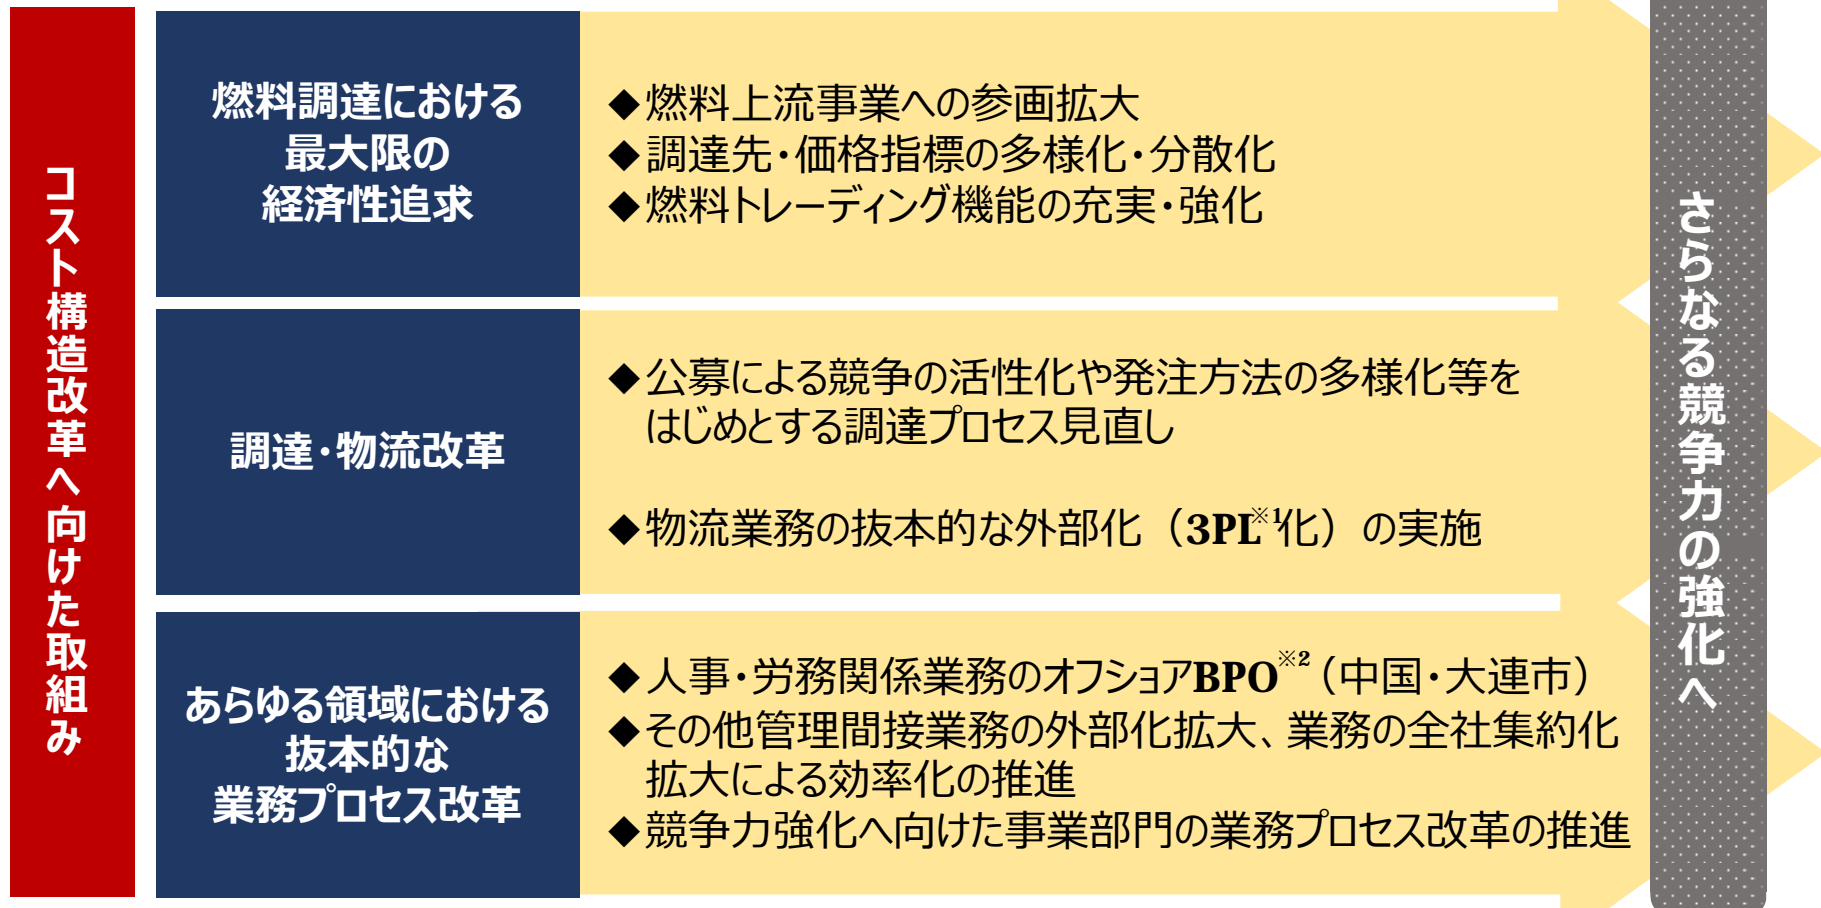 コスト構造改革へ向けた取組み
燃料調達における
最大限の
経済性追求
◆燃料上流事業への参画拡大
◆調達先・価格指標の多様化・分散化
◆燃料トレーディング機能の充実・強化
調達・物流改革
◆公募による競争の活性化や発注方法の多様化等を
はじめとする調達プロセス見直し
◆物流業務の抜本的な外部化（3PL※1化）の実施
あらゆる領域における
抜本的な
業務プロセス改革
◆人事・労務関係業務のオフショアBPO※2（中国・大連市）
◆その他管理間接業務の外部化拡大、業務の全社集約化
拡大による効率化の推進
◆競争力強化へ向けた事業部門の業務プロセス改革の推進
さらなる競争力の強化へ